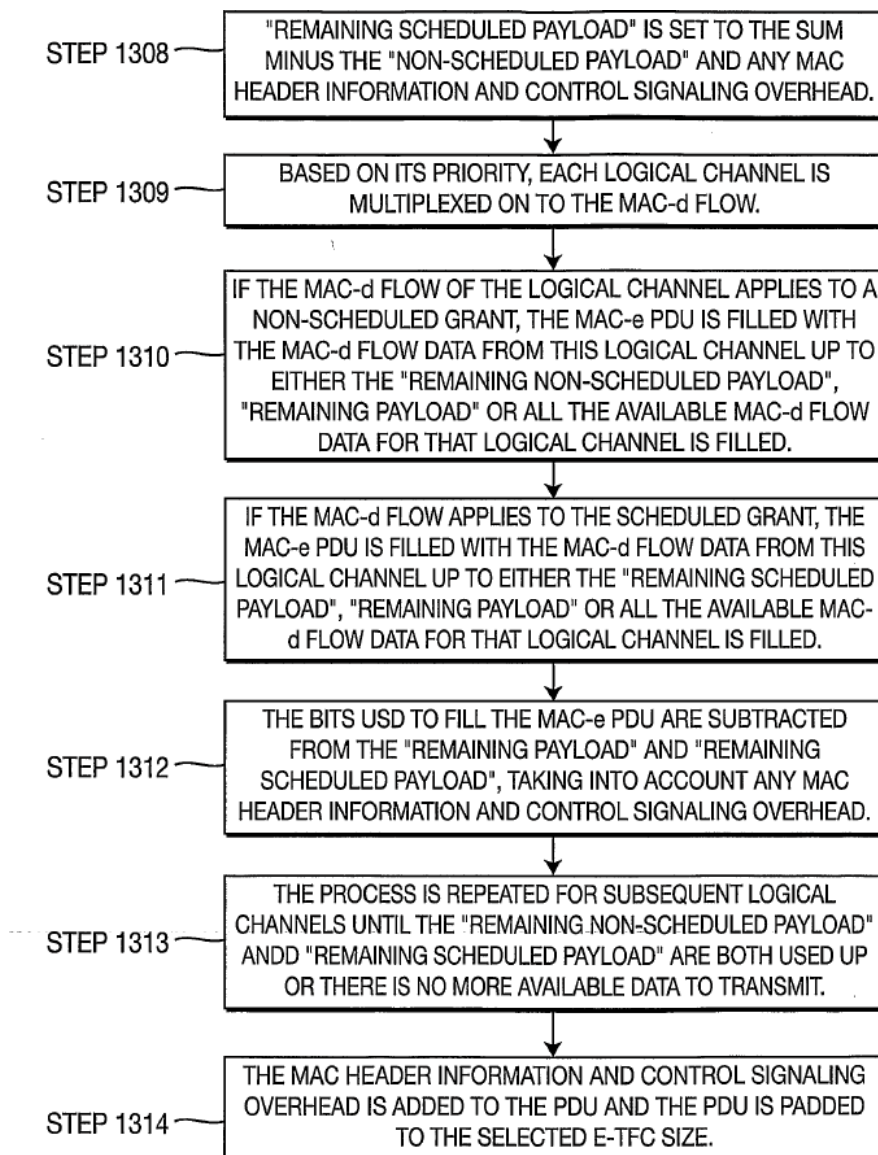 STEP 1308
"REMAINING SCHEDULED PAYLOAD" IS SET TO THE SUM
MINUS THE "NON-SCHEDULED PAYLOAD" AND ANY MAC
HEADER INFORMATION AND CONTROL SIGNALING OVERHEAD.
STEP 1309
BASED ON ITS PRIORITY, EACH LOGICAL CHANNEL IS
MULTIPLEXED ON TO THE MAC-d FLOW.
STEP 1310
IF THE MAC-d FLOW OF THE LOGICAL CHANNEL APPLIES TO A
NON-SCHEDULED GRANT, THE MAC-e PDU IS FILLED WITH
THE MAC-d FLOW DATA FROM THIS LOGICAL CHANNEL UP TO
EITHER THE "REMAINING NON-SCHEDULED PAYLOAD",
"REMAINING PAYLOAD" OR ALL THE AVAILABLE MAC-d FLOW
DATA FOR THAT LOGICAL CHANNEL IS FILLED.
STEP 1311
IF THE MAC-d FLOW APPLIES TO THE SCHEDULED GRANT, THE
MAC-e PDU IS FILLED WITH THE MAC-d FLOW DATA FROM THIS
LOGICAL CHANNEL UP TO EITHER THE "REMAINING SCHEDULED
PAYLOAD", "REMAINING PAYLOAD" OR ALL THE AVAILABLE MAC-
d FLOW DATA FOR THAT LOGICAL CHANNEL IS FILLED.
STEP 1312
THE BITS USD TO FILL THE MAC-e PDU ARE SUBTRACTED
FROM THE "REMAINING PAYLOAD" AND "REMAINING
SCHEDULED PAYLOAD", TAKING INTO ACCOUNT ANY MAC
HEADER INFORMATION AND CONTROL SIGNALING OVERHEAD.
STEP 1313
THE PROCESS IS REPEATED FOR SUBSEQUENT LOGICAL
CHANNELS UNTIL THE "REMAINING NON-SCHEDULED PAYLOAD"
ANDD "REMAINING SCHEDULED PAYLOAD" ARE BOTH USED UP
OR THERE IS NO MORE AVAILABLE DATA TO TRANSMIT.
STEP 1314
THE MAC HEADER INFORMATION AND CONTROL SIGNALING
OVERHEAD IS ADDED TO THE PDU AND THE PDU IS PADDED
TO THE SELECTED E-TFC SIZE.